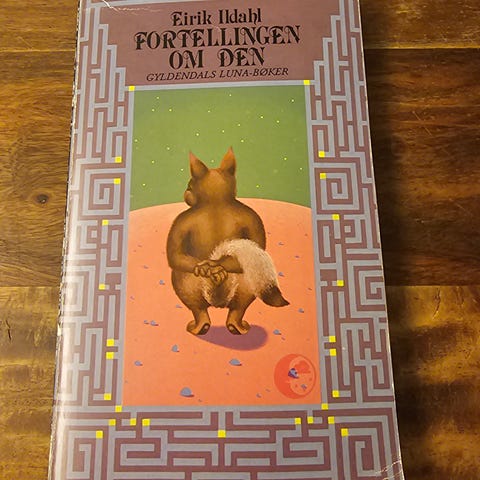 Eirik Ildahl
FORTELLINGEN
OM DEN
GYLDENDALS LUNA-BØKER